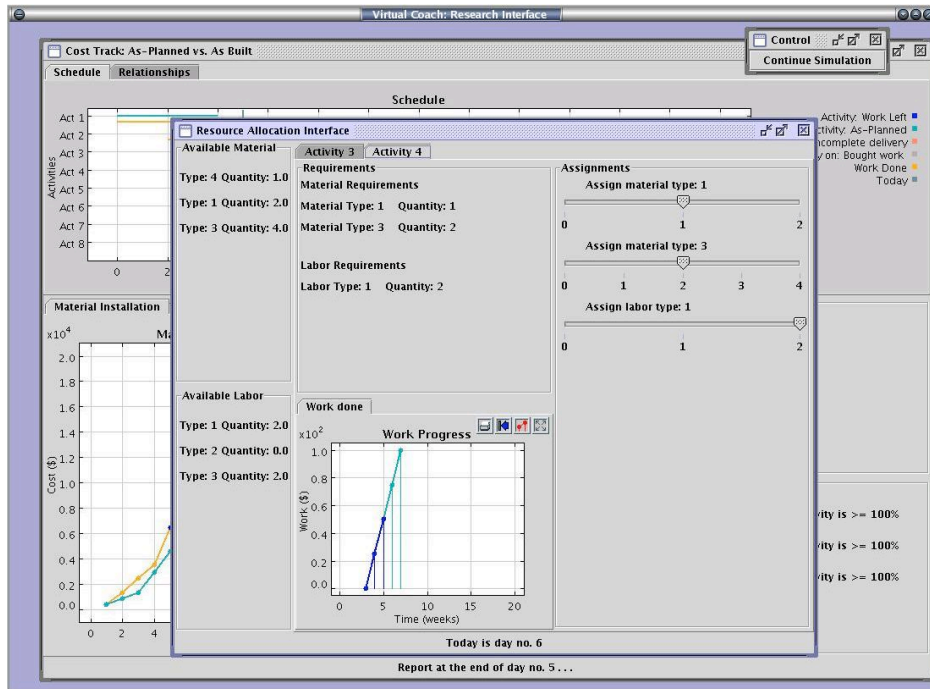 Virtual Coach: Research Interface
Cost Track: As-Planned vs. As Built
Control
Continue Simulation
Schedule Relationships
Schedule
Act 1
Act 2
Act 3
Act 4
Act 5
Act 6
Act 7
Act 8
Activities
0 2
Activity: Work Left
ctivity: As-Planned
ncomplete delivery
y on: Bought work
Work Done
Today
Resource Allocation Interface
Available Material
Type: 4 Quantity: 1.0
Type: 1 Quantity: 2.0
Type: 3 Quantity: 4.0
Available Labor
Type: 1 Quantity: 2.0
Type: 2 Quantity: 0.0
Type: 3 Quantity: 2.0
Activity 3 Activity 4
Requirements
Material Requirements
Material Type: 1 Quantity: 1
Material Type: 3 Quantity: 2
Labor Requirements
Labor Type: 1 Quantity: 2
Assignments
Assign material type: 1
0 1 2
Assign material type: 3
0 1 2 3 4
Assign labor type: 1
0 1 2
Work done
Work Progress
x10²
1.0
0.8
0.6
0.4
0.2
0.0
Work ($)
0 5 10 15 20
Time (weeks)
Today is day no. 6
Material Installation
Ma
x10⁴
2.0
1.8
1.6
1.4
1.2
1.0
0.8
0.6
0.4
0.2
0.0
Cost ($)
0 2 4
vity is >= 100%
vity is >= 100%
vity is >= 100%
Report at the end of day no. 5 . . .